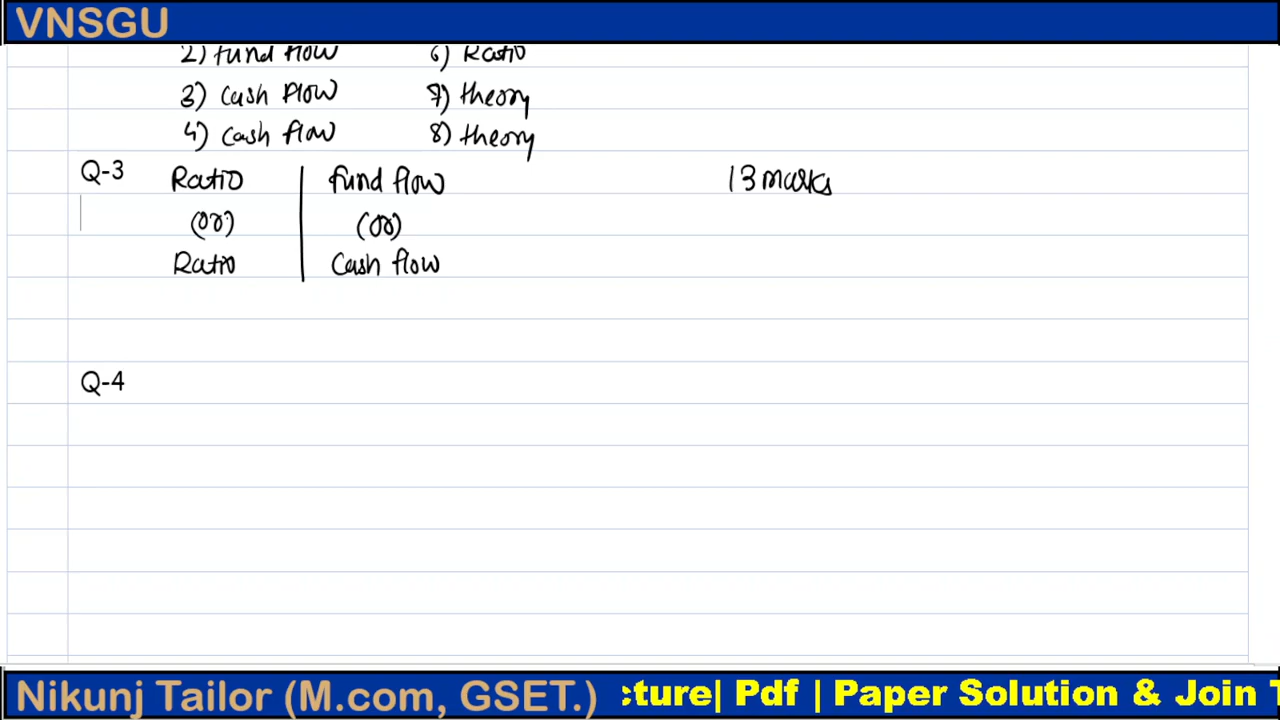 VNSGU
2) fund flow 6) Ratio
3) Cash Flow 7) theory
4) Cash flow 8) theory
Q-3 Ratio fund flow 13 marks
(or) (or)
Ratio Cash flow
Q-4
Nikunj Tailor (M.com, GSET.) cture| Pdf | Paper Solution & Join T